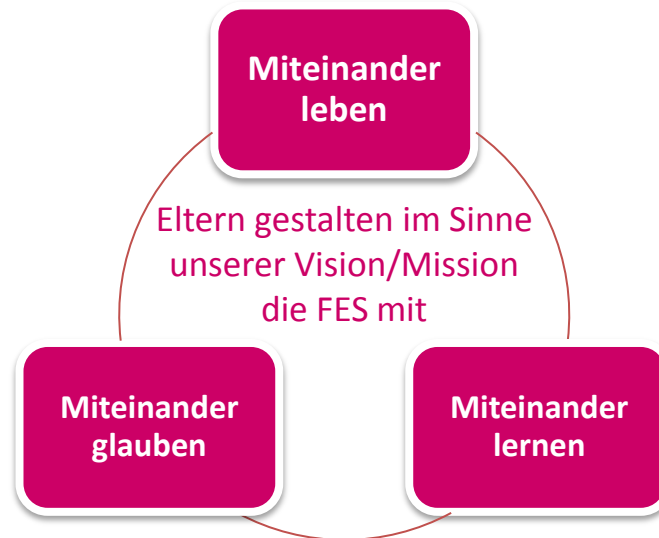 Miteinander
leben
Eltern gestalten im Sinne
unserer Vision/Mission
die FES mit
Miteinander
glauben
Miteinander
lernen